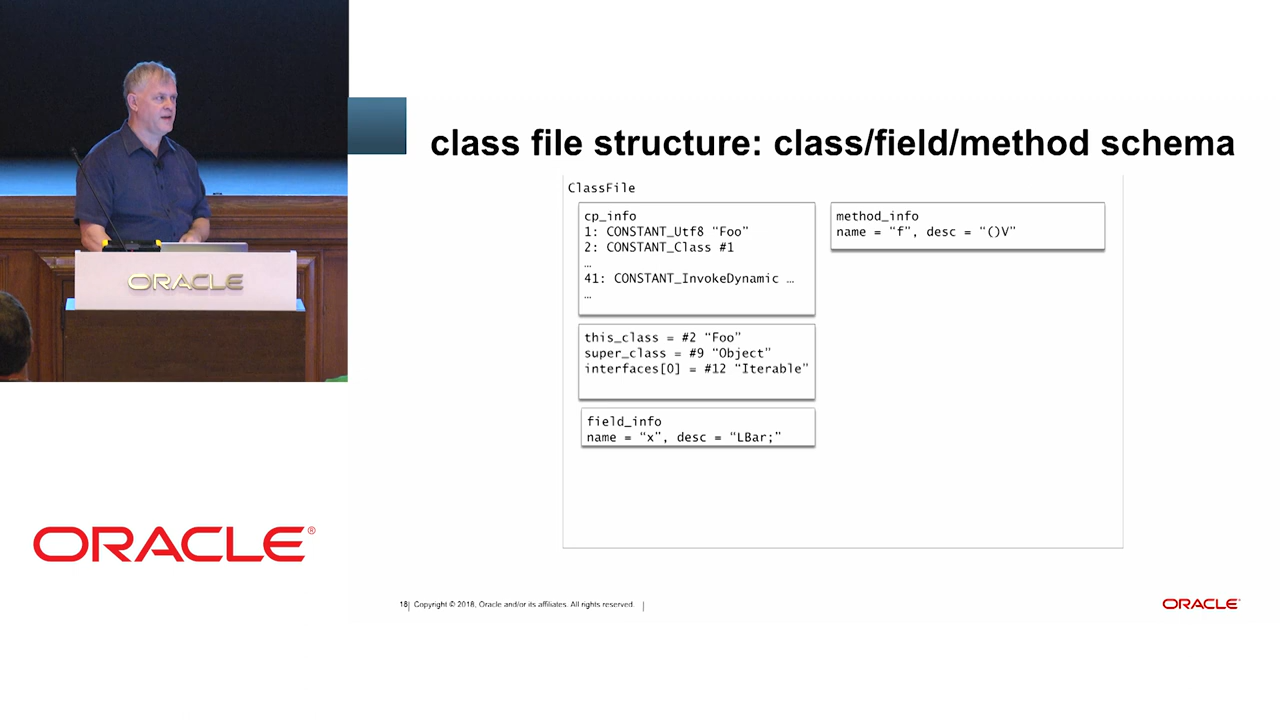 ORACLE
ORACLE®
class file structure: class/field/method schema
ClassFile
cp_info
1: CONSTANT_Utf8 “Foo”
2: CONSTANT_Class #1
…
41: CONSTANT_InvokeDynamic …
…
this_class = #2 “Foo”
super_class = #9 “Object”
interfaces[0] = #12 “Iterable”
field_info
name = “x”, desc = “LBar;”
method_info
name = “f”, desc = “()V”
18| Copyright © 2018, Oracle and/or its affiliates. All rights reserved. |
ORACLE®